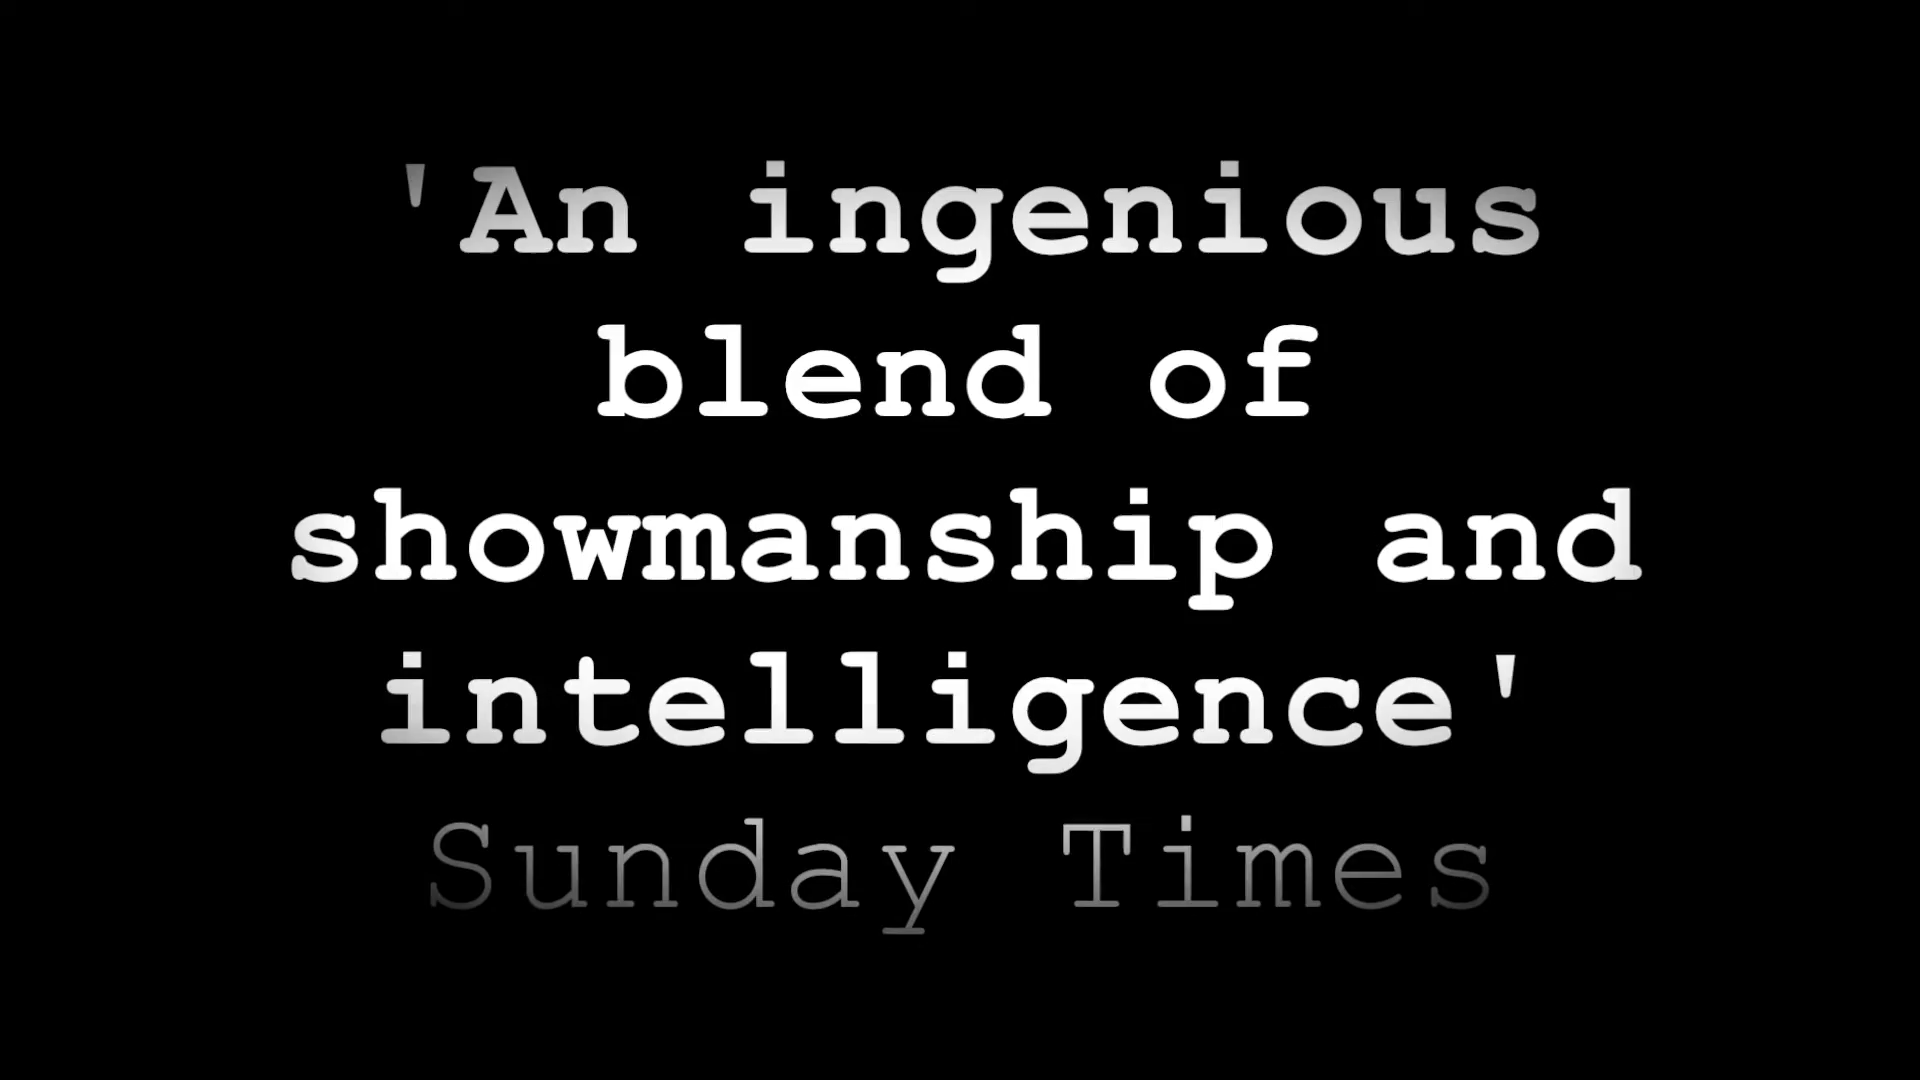 'An ingenious
blend of
showmanship and
intelligence'
Sunday Times